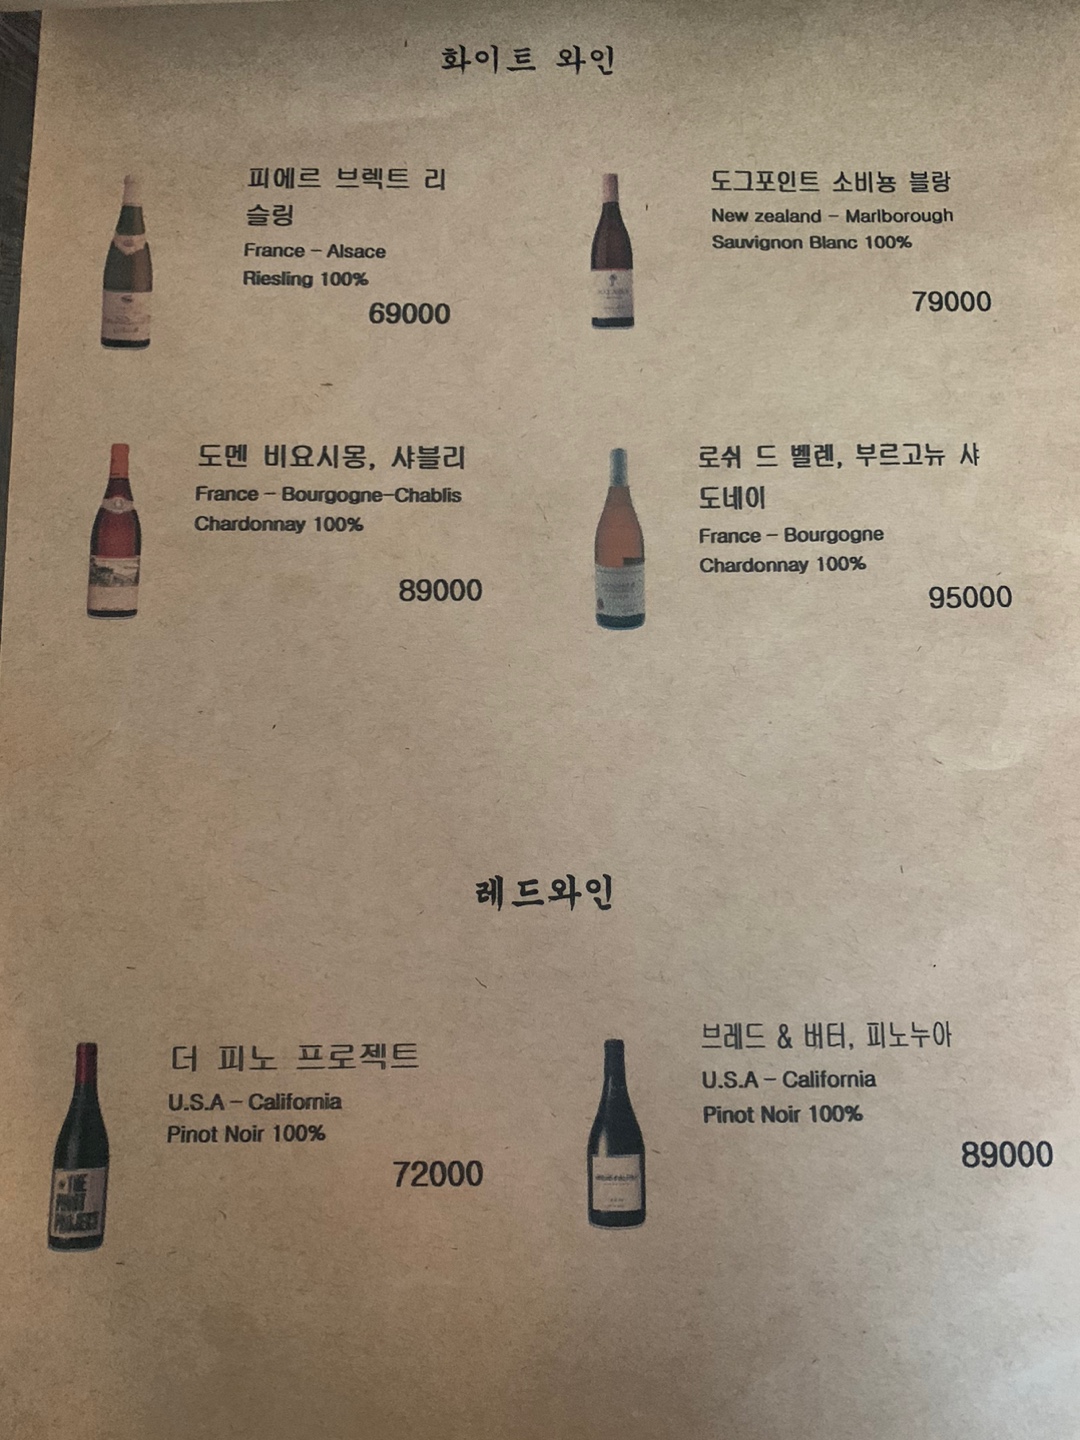 화이트 와인
피에르 브렉트 리
슬링
France - Alsace
Riesling 100%
69000
도그포인트 소비뇽 블랑
New zealand - Marlborough
Sauvignon Blanc 100%
79000
도멘 비요시몽, 샤블리
France - Bourgogne-Chablis
Chardonnay 100%
89000
로쉬 드 벨렌, 부르고뉴 샤
도네이
France - Bourgogne
Chardonnay 100%
95000
레드와인
더 피노 프로젝트
U.S.A - California
Pinot Noir 100%
72000
THE
PINOT
PROJECT
브레드 & 버터, 피노누아
U.S.A - California
Pinot Noir 100%
89000